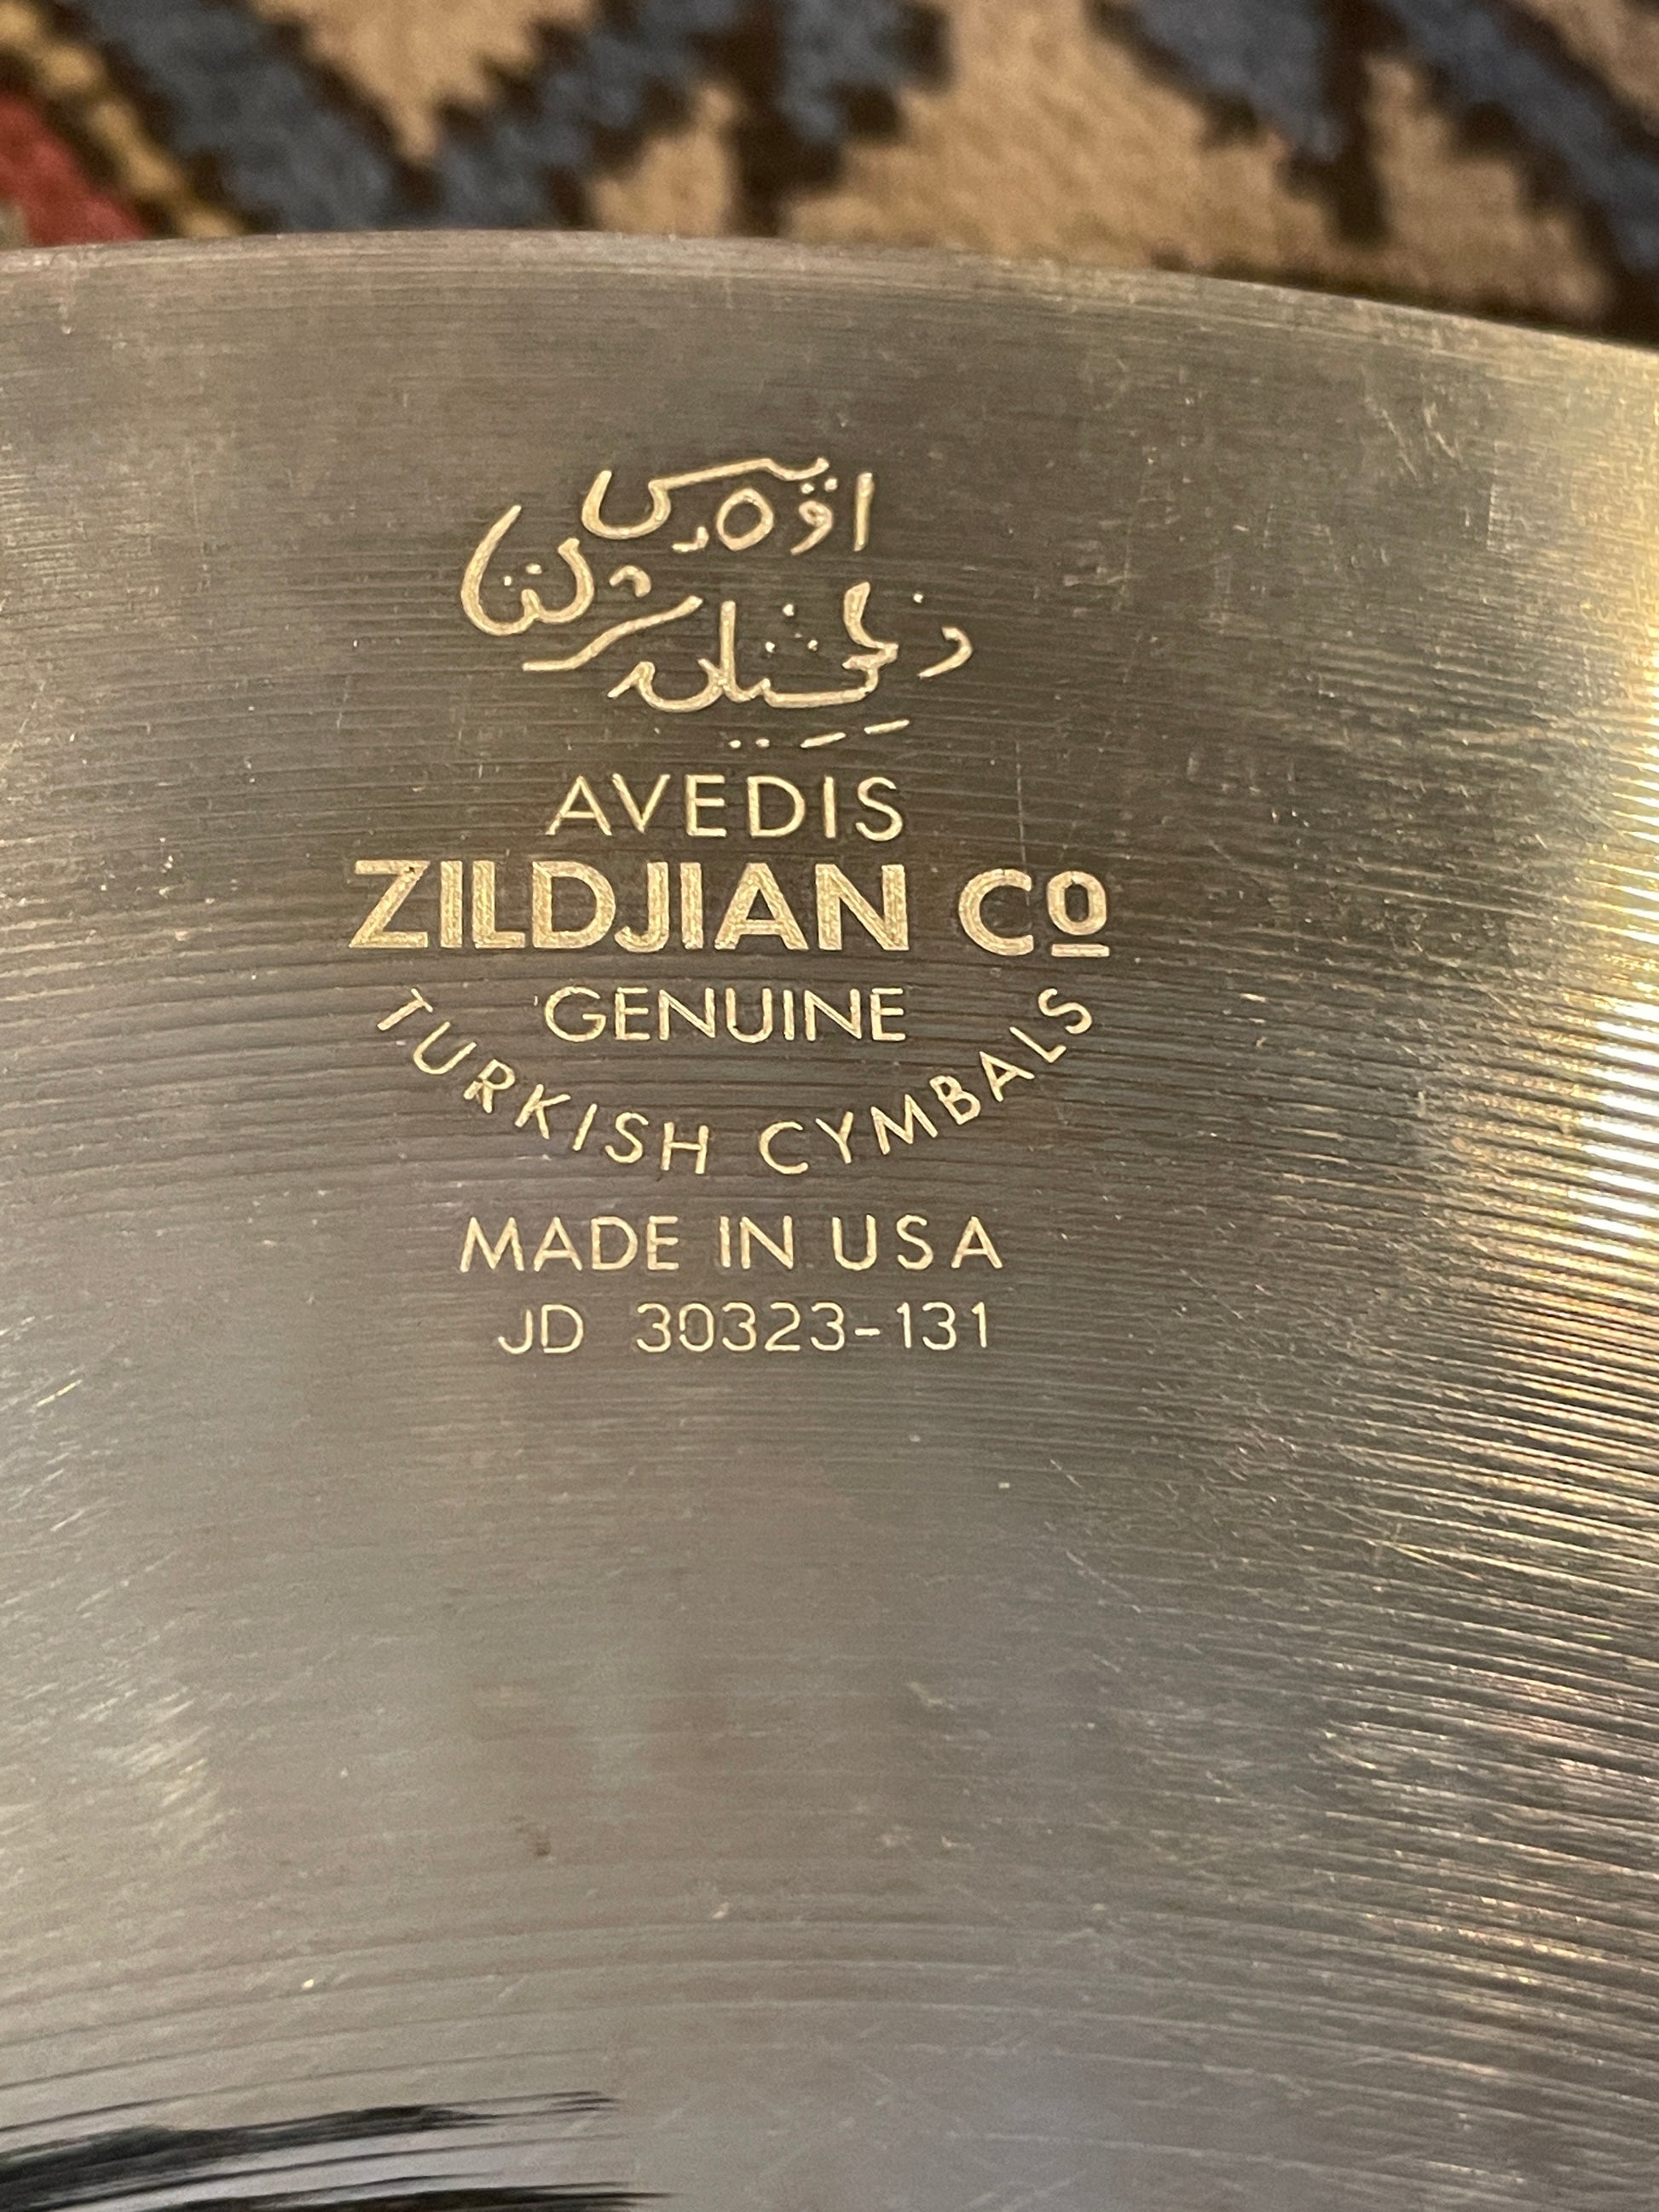 AVEDIS
ZILDJIAN Cº
GENUINE
TURKISH CYMBALS
MADE IN USA
JD 30323-131